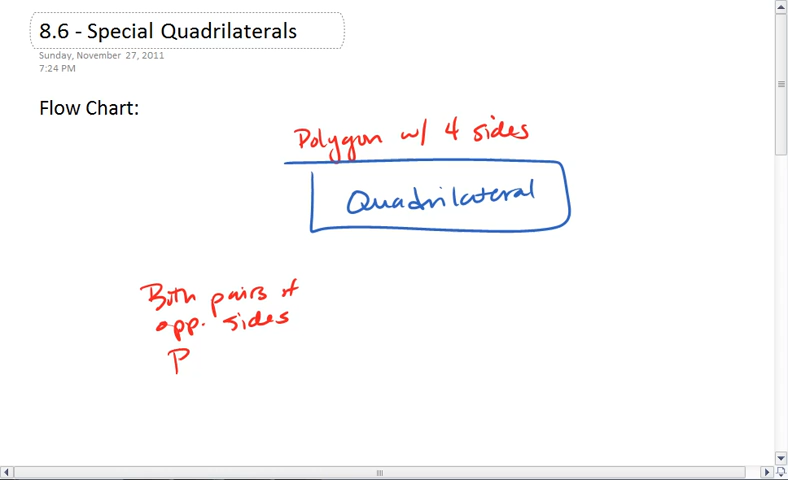 8.6 - Special Quadrilaterals
Sunday, November 27, 2011
7:24 PM
Flow Chart:
Polygon w/ 4 sides
Quadrilateral
Both pairs of
opp. sides
P